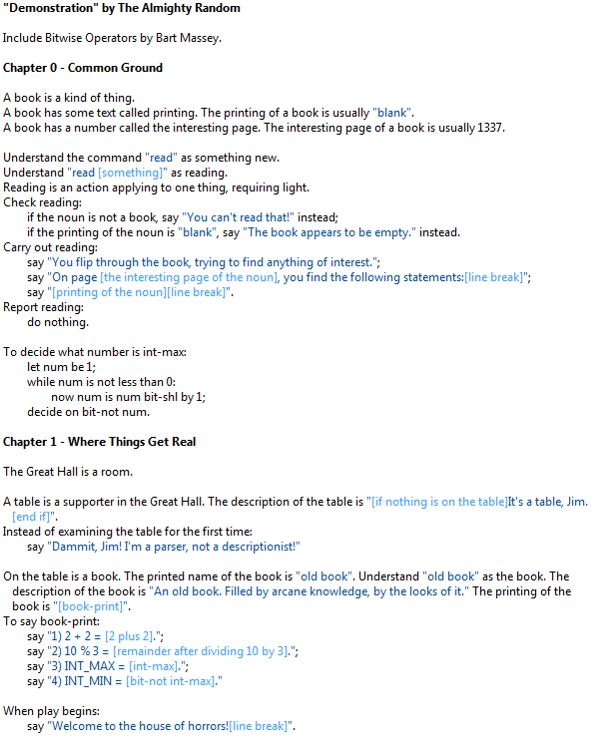 "Demonstration" by The Almighty Random
Include Bitwise Operators by Bart Massey.
Chapter 0 - Common Ground
A book is a kind of thing.
A book has some text called printing. The printing of a book is usually "blank".
A book has a number called the interesting page. The interesting page of a book is usually 1337.
Understand the command "read" as something new.
Understand "read [something]" as reading.
Reading is an action applying to one thing, requiring light.
Check reading:
if the noun is not a book, say "You can't read that!" instead;
if the printing of the noun is "blank", say "The book appears to be empty." instead.
Carry out reading:
say "You flip through the book, trying to find anything of interest.";
say "On page [the interesting page of the noun], you find the following statements:[line break]";
say "[printing of the noun][line break]".
Report reading:
do nothing.
To decide what number is int-max:
let num be 1;
while num is not less than 0:
now num is num bit-shl by 1;
decide on bit-not num.
Chapter 1 - Where Things Get Real
The Great Hall is a room.
A table is a supporter in the Great Hall. The description of the table is "[if nothing is on the table]It's a table, Jim.
[end if]".
Instead of examining the table for the first time:
say "Dammit, Jim! I'm a parser, not a descriptionist!"
On the table is a book. The printed name of the book is "old book". Understand "old book" as the book. The
description of the book is "An old book. Filled by arcane knowledge, by the looks of it." The printing of the
book is "[book-print]".
To say book-print:
say "1) 2 + 2 = [2 plus 2].";
say "2) 10 % 3 = [remainder after dividing 10 by 3].";
say "3) INT_MAX = [int-max].";
say "4) INT_MIN = [bit-not int-max]."
When play begins:
say "Welcome to the house of horrors![line break]".